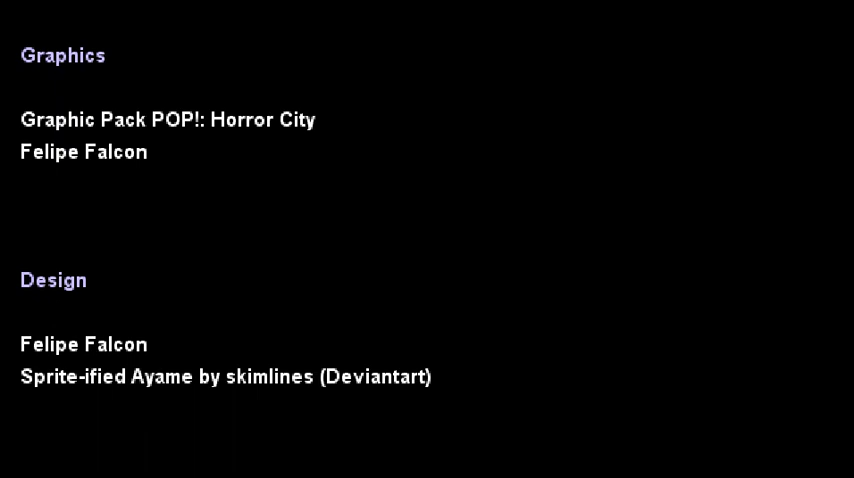 Graphics
Graphic Pack POP!: Horror City
Felipe Falcon
Design
Felipe Falcon
Sprite-ified Ayame by skimlines (Deviantart)